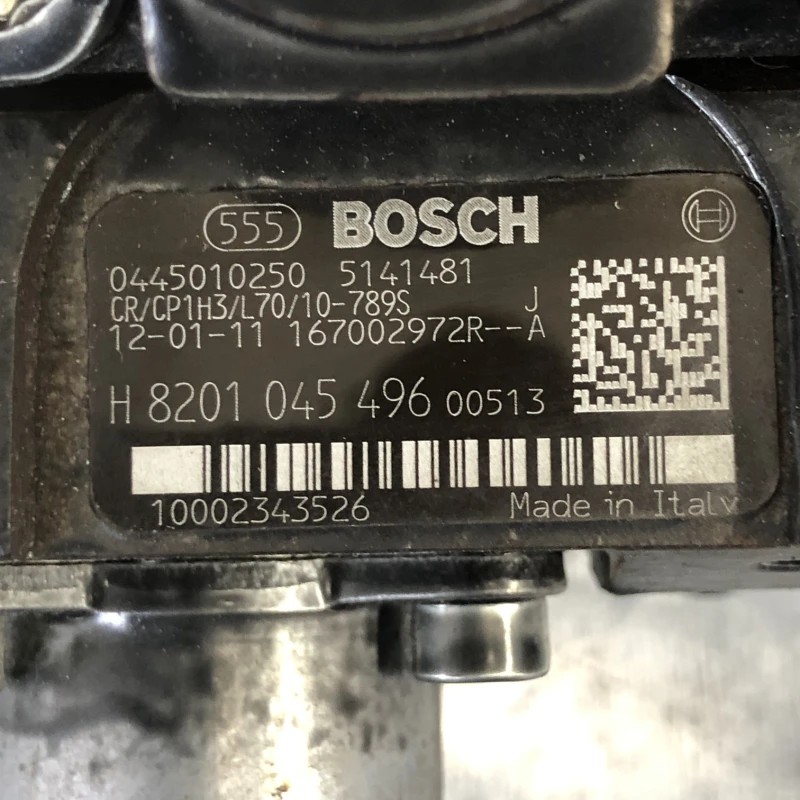 555 BOSCH
0445010250 5141481
CR/CP1H3/L70/10-789S J
12-01-11 167002972R--A
H 8201 045 496 00513
10002343526 Made in Italy